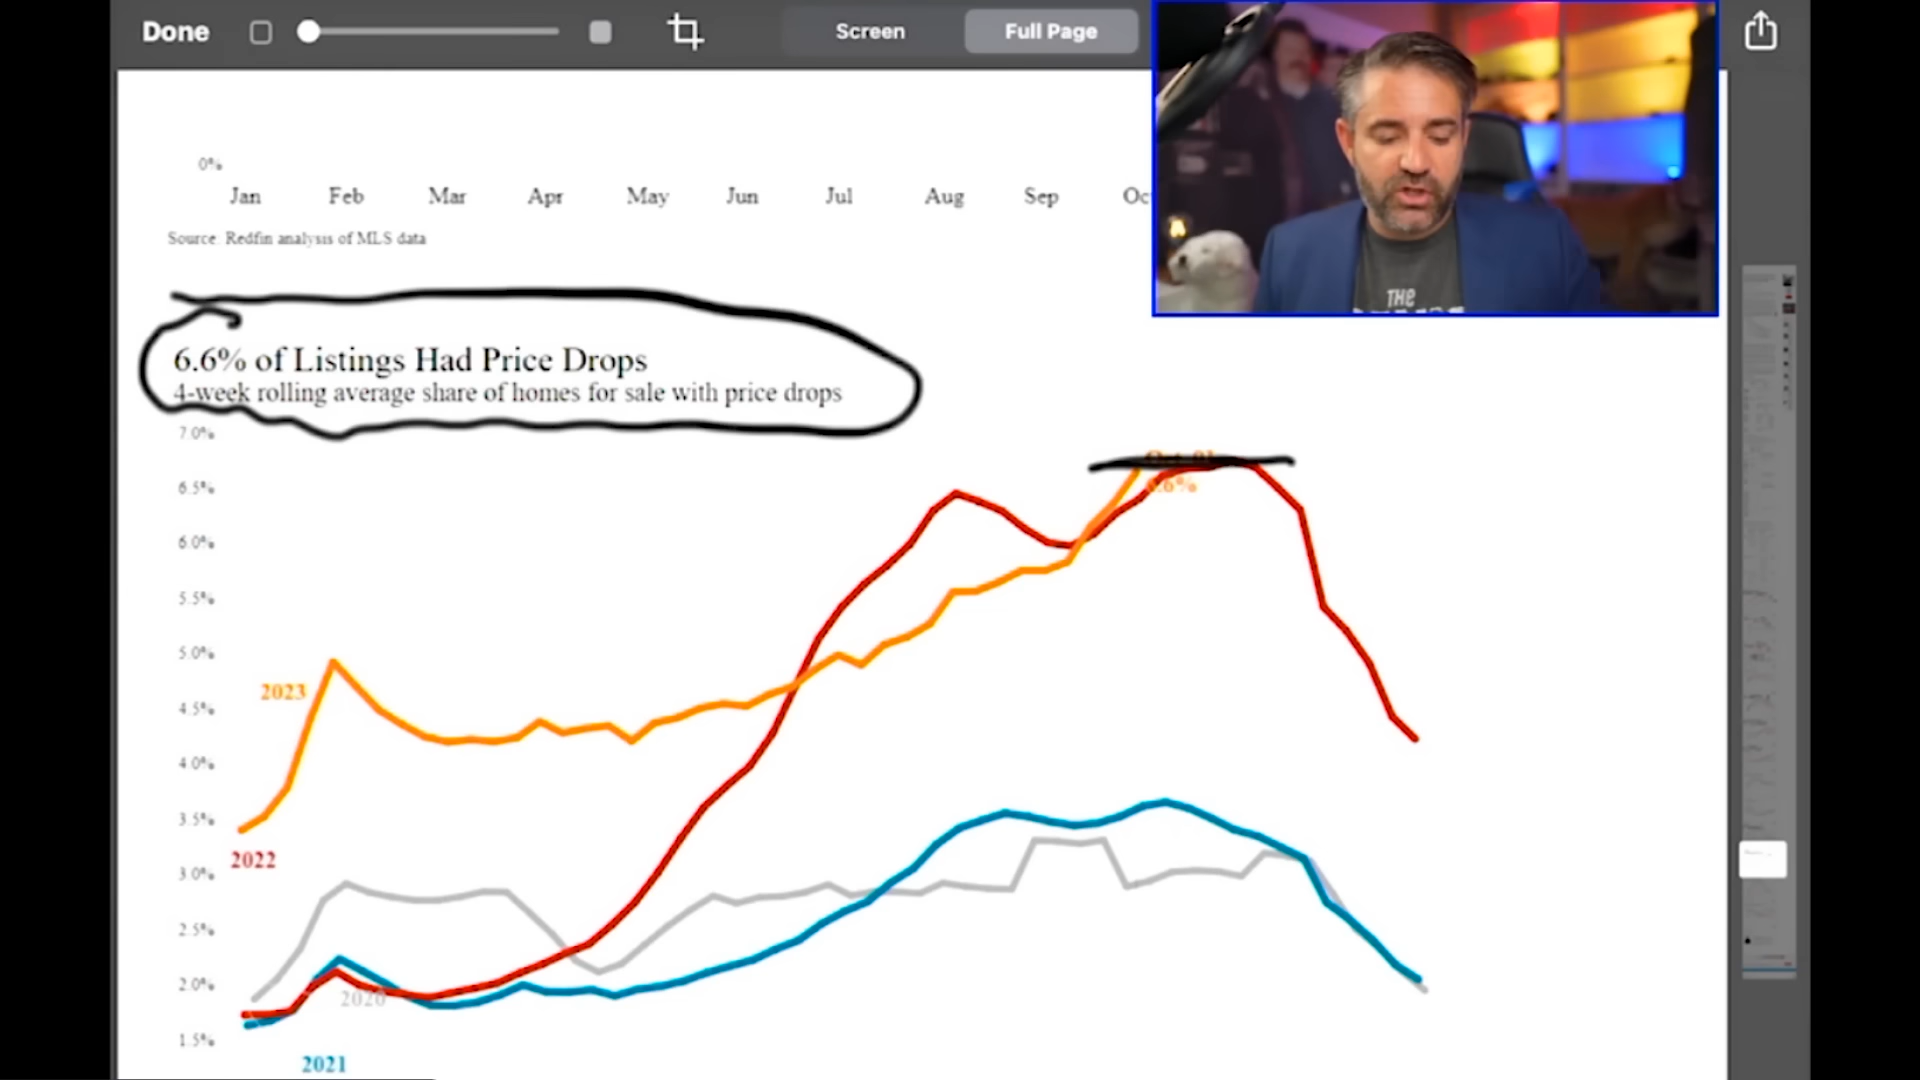 Done
Screen
Full Page
0%
Jan Feb Mar Apr May Jun Jul Aug Sep
Source: Redfin analysis of MLS data
THE
6.6% of Listings Had Price Drops
4-week rolling average share of homes for sale with price drops
7.0%
6.5%
6.0%
5.5%
5.0%
4.5%
4.0%
3.5%
3.0%
2.5%
2.0%
1.5%
6.6%
2023
2022
2020
2021